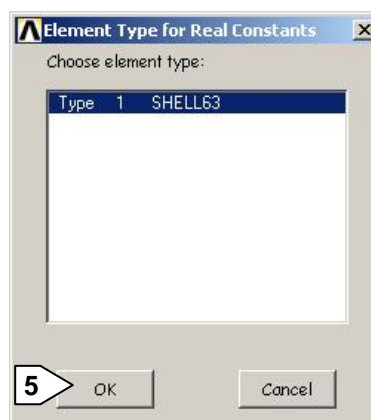 Element Type for Real Constants
Choose element type:
Type 1 SHELL63
5 OK Cancel